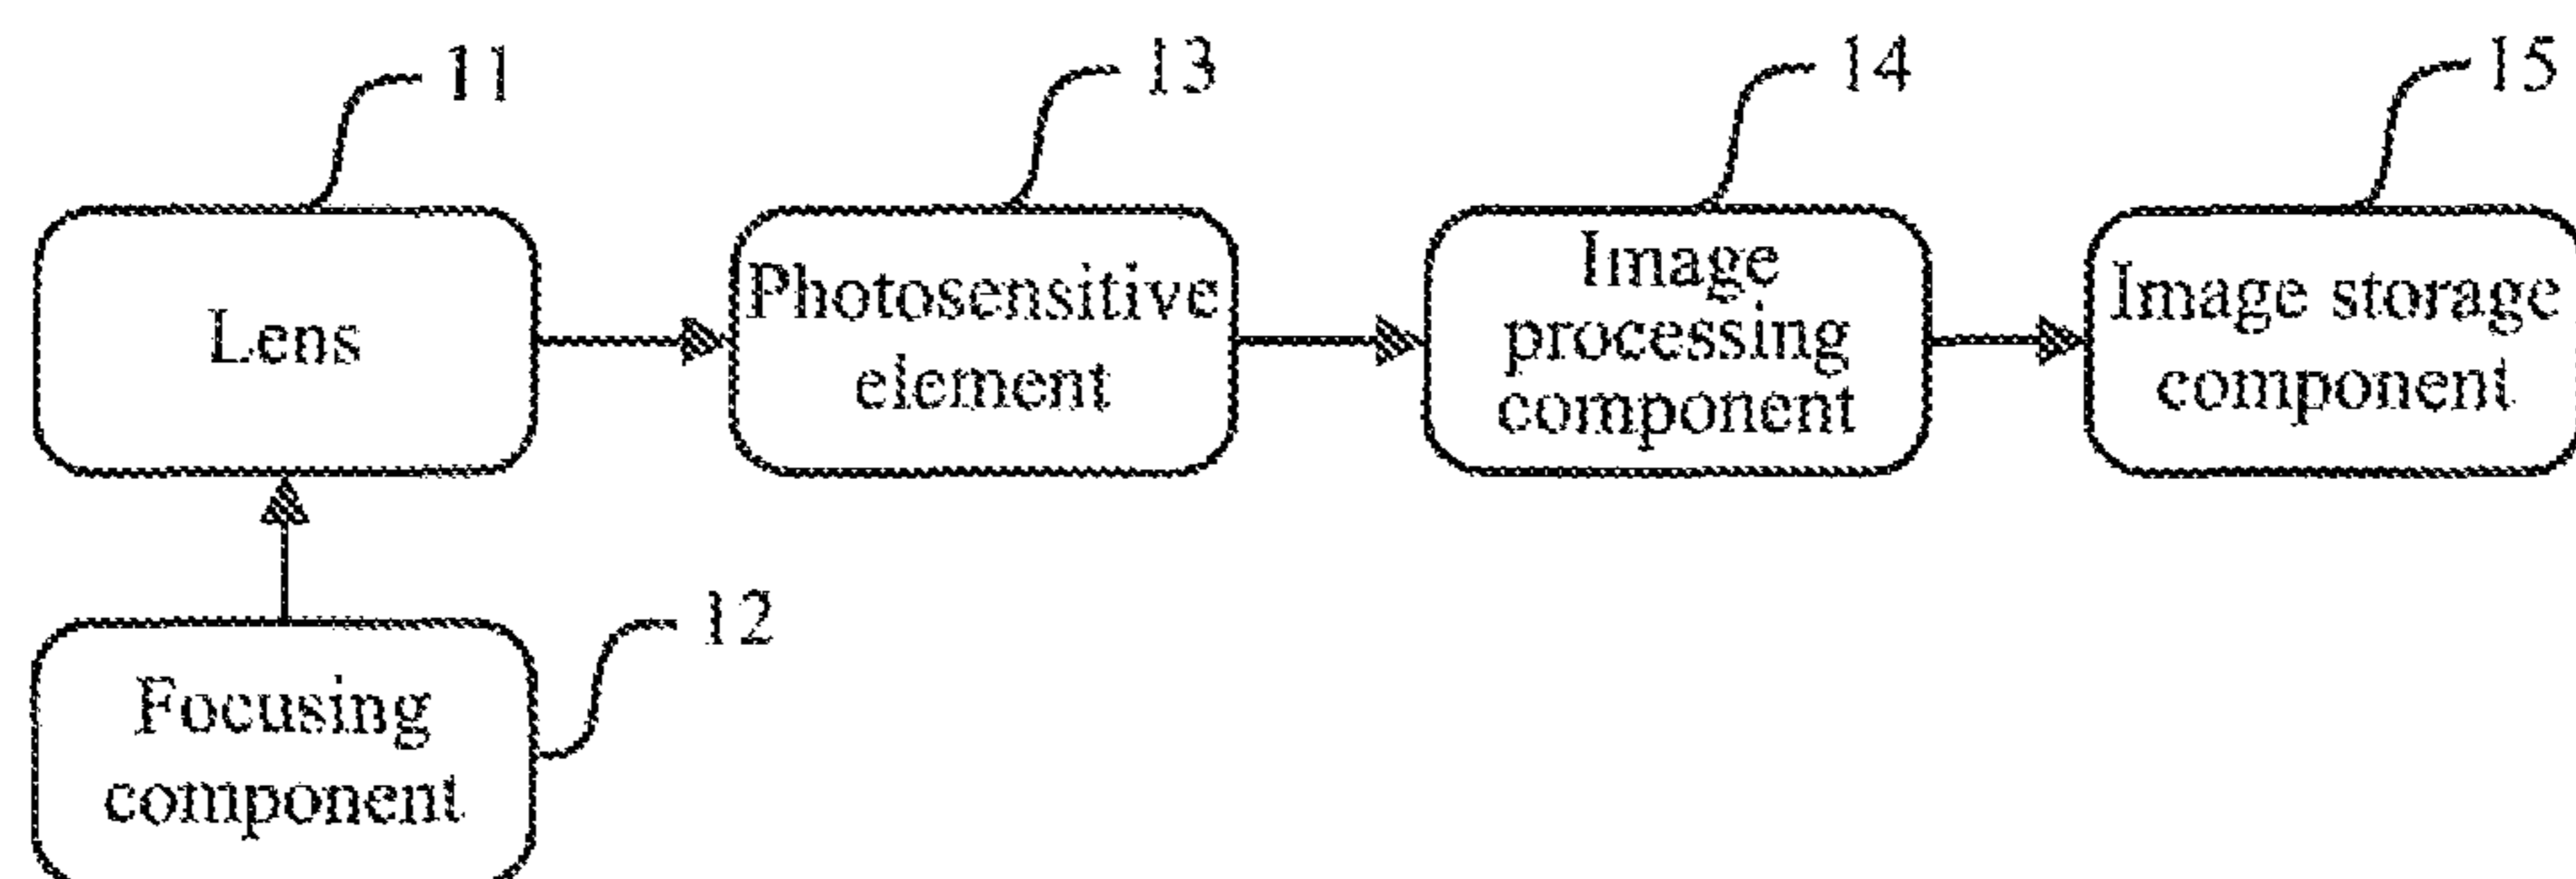 11
13
14
15
Lens
Photosensitive
element
Image
processing
component
Image storage
component
12
Focusing
component